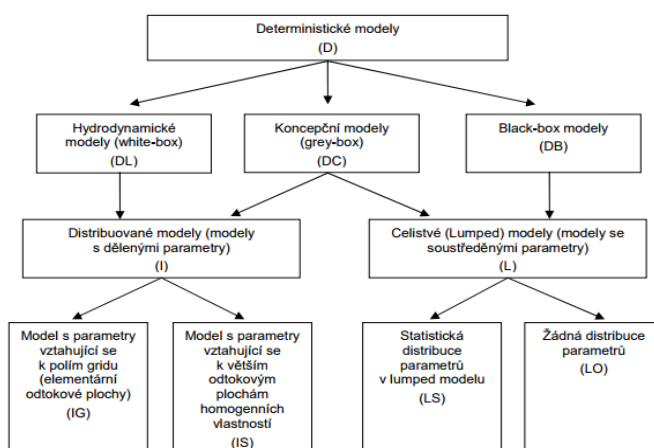 Deterministické modely
(D)
Hydrodynamické
modely (white-box)
(DL)
Koncepční modely
(grey-box)
(DC)
Black-box modely
(DB)
Distribuované modely (modely
s dělenými parametry)
(I)
Celistvé (Lumped) modely (modely se
soustředěnými parametry)
(L)
Model s parametry
vztahující se
k polím gridu
(elementární
odtokové plochy)
(IG)
Model s parametry
vztahující se
k větším
odtokovým
plochám
homogenních
vlastností
(IS)
Statistická
distribuce
parametrů
v lumped modelu
(LS)
Žádná distribuce
parametrů
(LO)